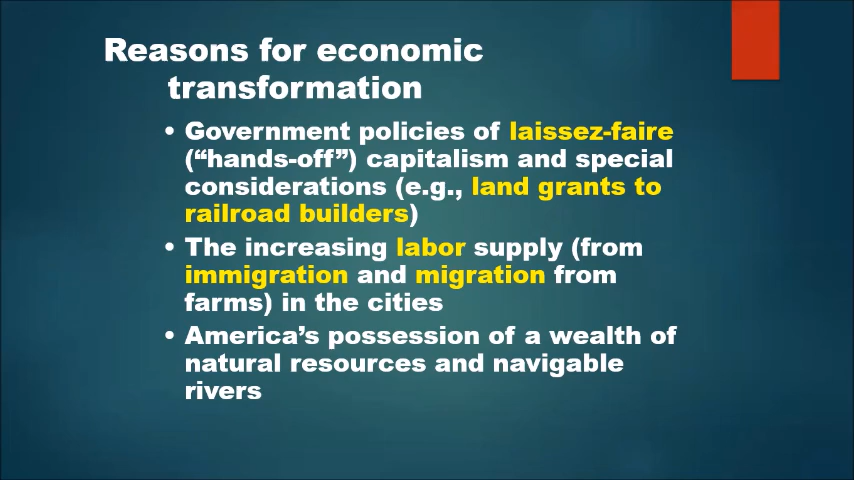 Reasons for economic
transformation
• Government policies of laissez-faire
(“hands-off”) capitalism and special
considerations (e.g., land grants to
railroad builders)
• The increasing labor supply (from
immigration and migration from
farms) in the cities
• America’s possession of a wealth of
natural resources and navigable
rivers